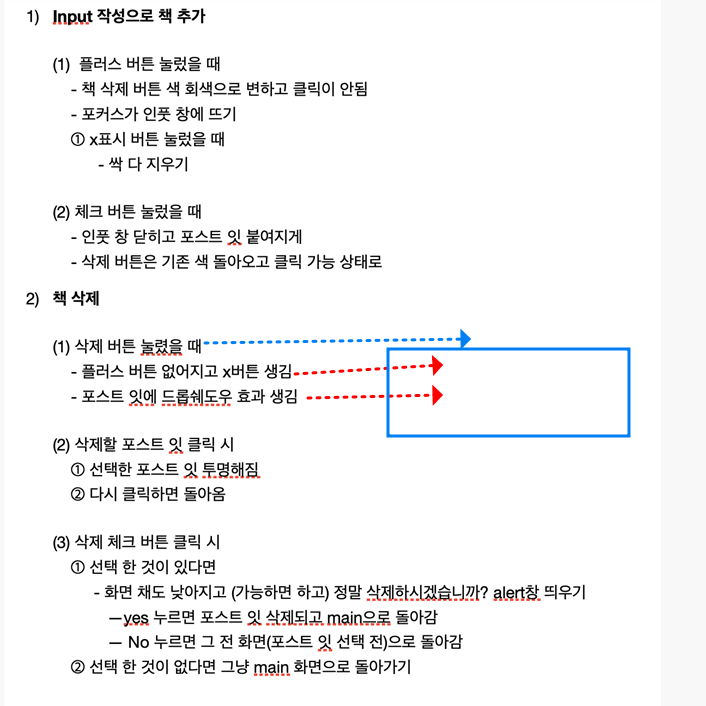 1) Input 작성으로 책 추가
(1) 플러스 버튼 눌렀을 때
- 책 삭제 버튼 색 회색으로 변하고 클릭이 안됨
- 포커스가 인풋 창에 뜨기
① x표시 버튼 눌렀을 때
- 싹 다 지우기
(2) 체크 버튼 눌렀을 때
- 인풋 창 닫히고 포스트 잇 붙여지게
- 삭제 버튼은 기존 색 돌아오고 클릭 가능 상태로
2) 책 삭제
(1) 삭제 버튼 눌렸을 때
- 플러스 버튼 없어지고 x버튼 생김
- 포스트 잇에 드롭쉐도우 효과 생김
(2) 삭제할 포스트 잇 클릭 시
① 선택한 포스트 잇 투명해짐
② 다시 클릭하면 돌아옴
(3) 삭제 체크 버튼 클릭 시
① 선택 한 것이 있다면
- 화면 채도 낮아지고 (가능하면 하고) 정말 삭제하시겠습니까? alert창 띄우기
—yes 누르면 포스트 잇 삭제되고 main으로 돌아감
— No 누르면 그 전 화면(포스트 잇 선택 전)으로 돌아감
② 선택 한 것이 없다면 그냥 main 화면으로 돌아가기